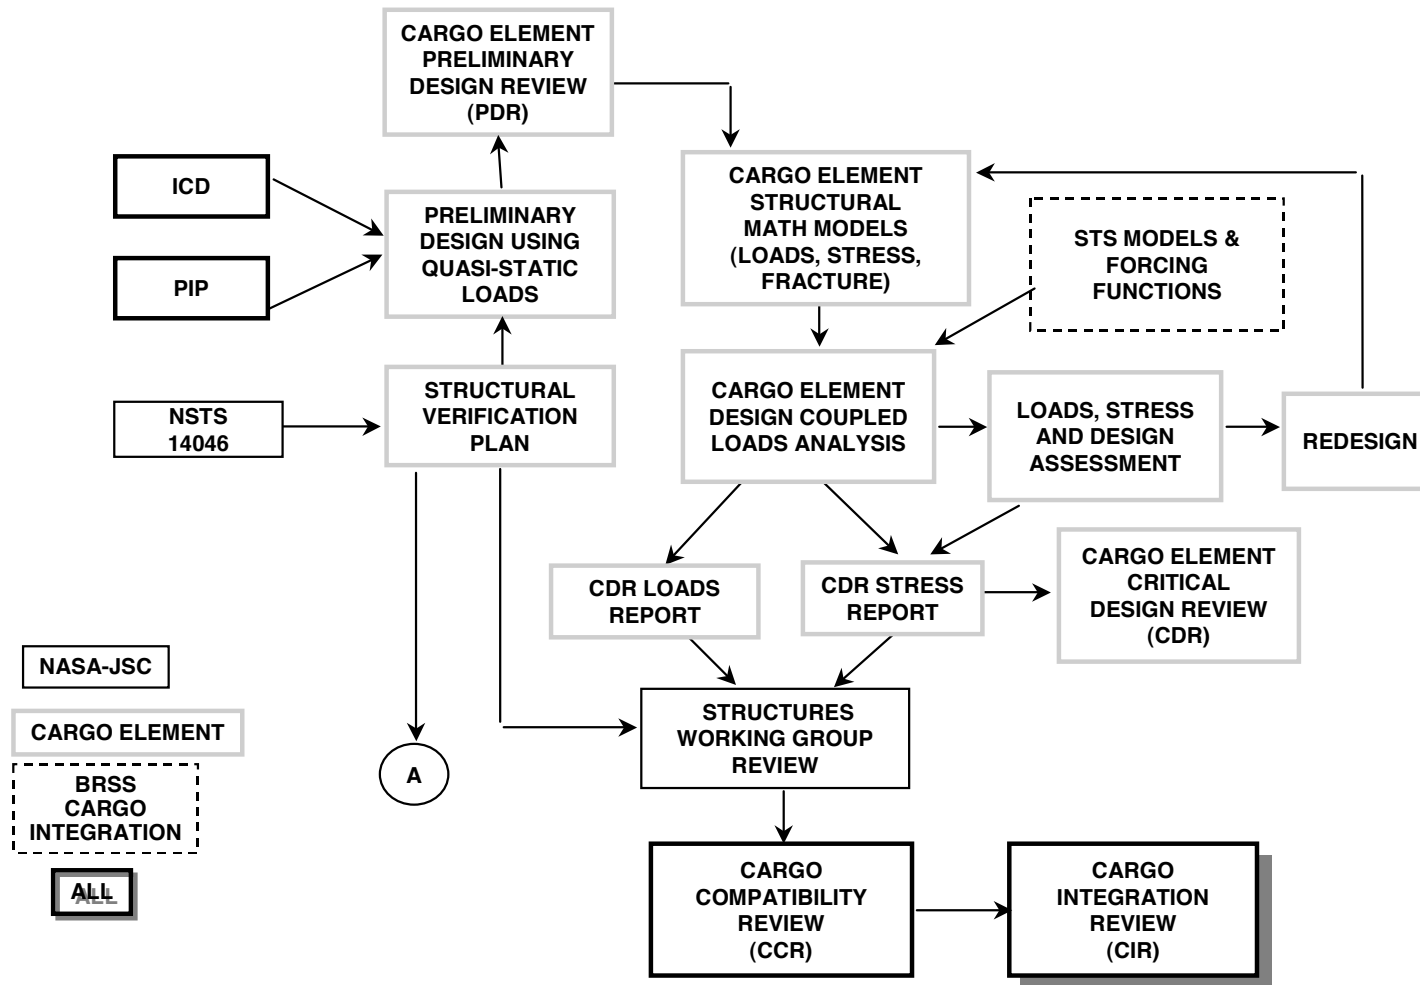 CARGO ELEMENT
PRELIMINARY
DESIGN REVIEW
(PDR)
ICD
PIP
PRELIMINARY
DESIGN USING
QUASI-STATIC
LOADS
NSTS
14046
STRUCTURAL
VERIFICATION
PLAN
CARGO ELEMENT
STRUCTURAL
MATH MODELS
(LOADS, STRESS,
FRACTURE)
STS MODELS &
FORCING
FUNCTIONS
CARGO ELEMENT
DESIGN COUPLED
LOADS ANALYSIS
LOADS, STRESS
AND DESIGN
ASSESSMENT
REDESIGN
CDR LOADS
REPORT
CDR STRESS
REPORT
CARGO ELEMENT
CRITICAL
DESIGN REVIEW
(CDR)
STRUCTURES
WORKING GROUP
REVIEW
A
CARGO
COMPATIBILITY
REVIEW
(CCR)
CARGO
INTEGRATION
REVIEW
(CIR)
NASA-JSC
CARGO ELEMENT
BRSS
CARGO
INTEGRATION
ALL